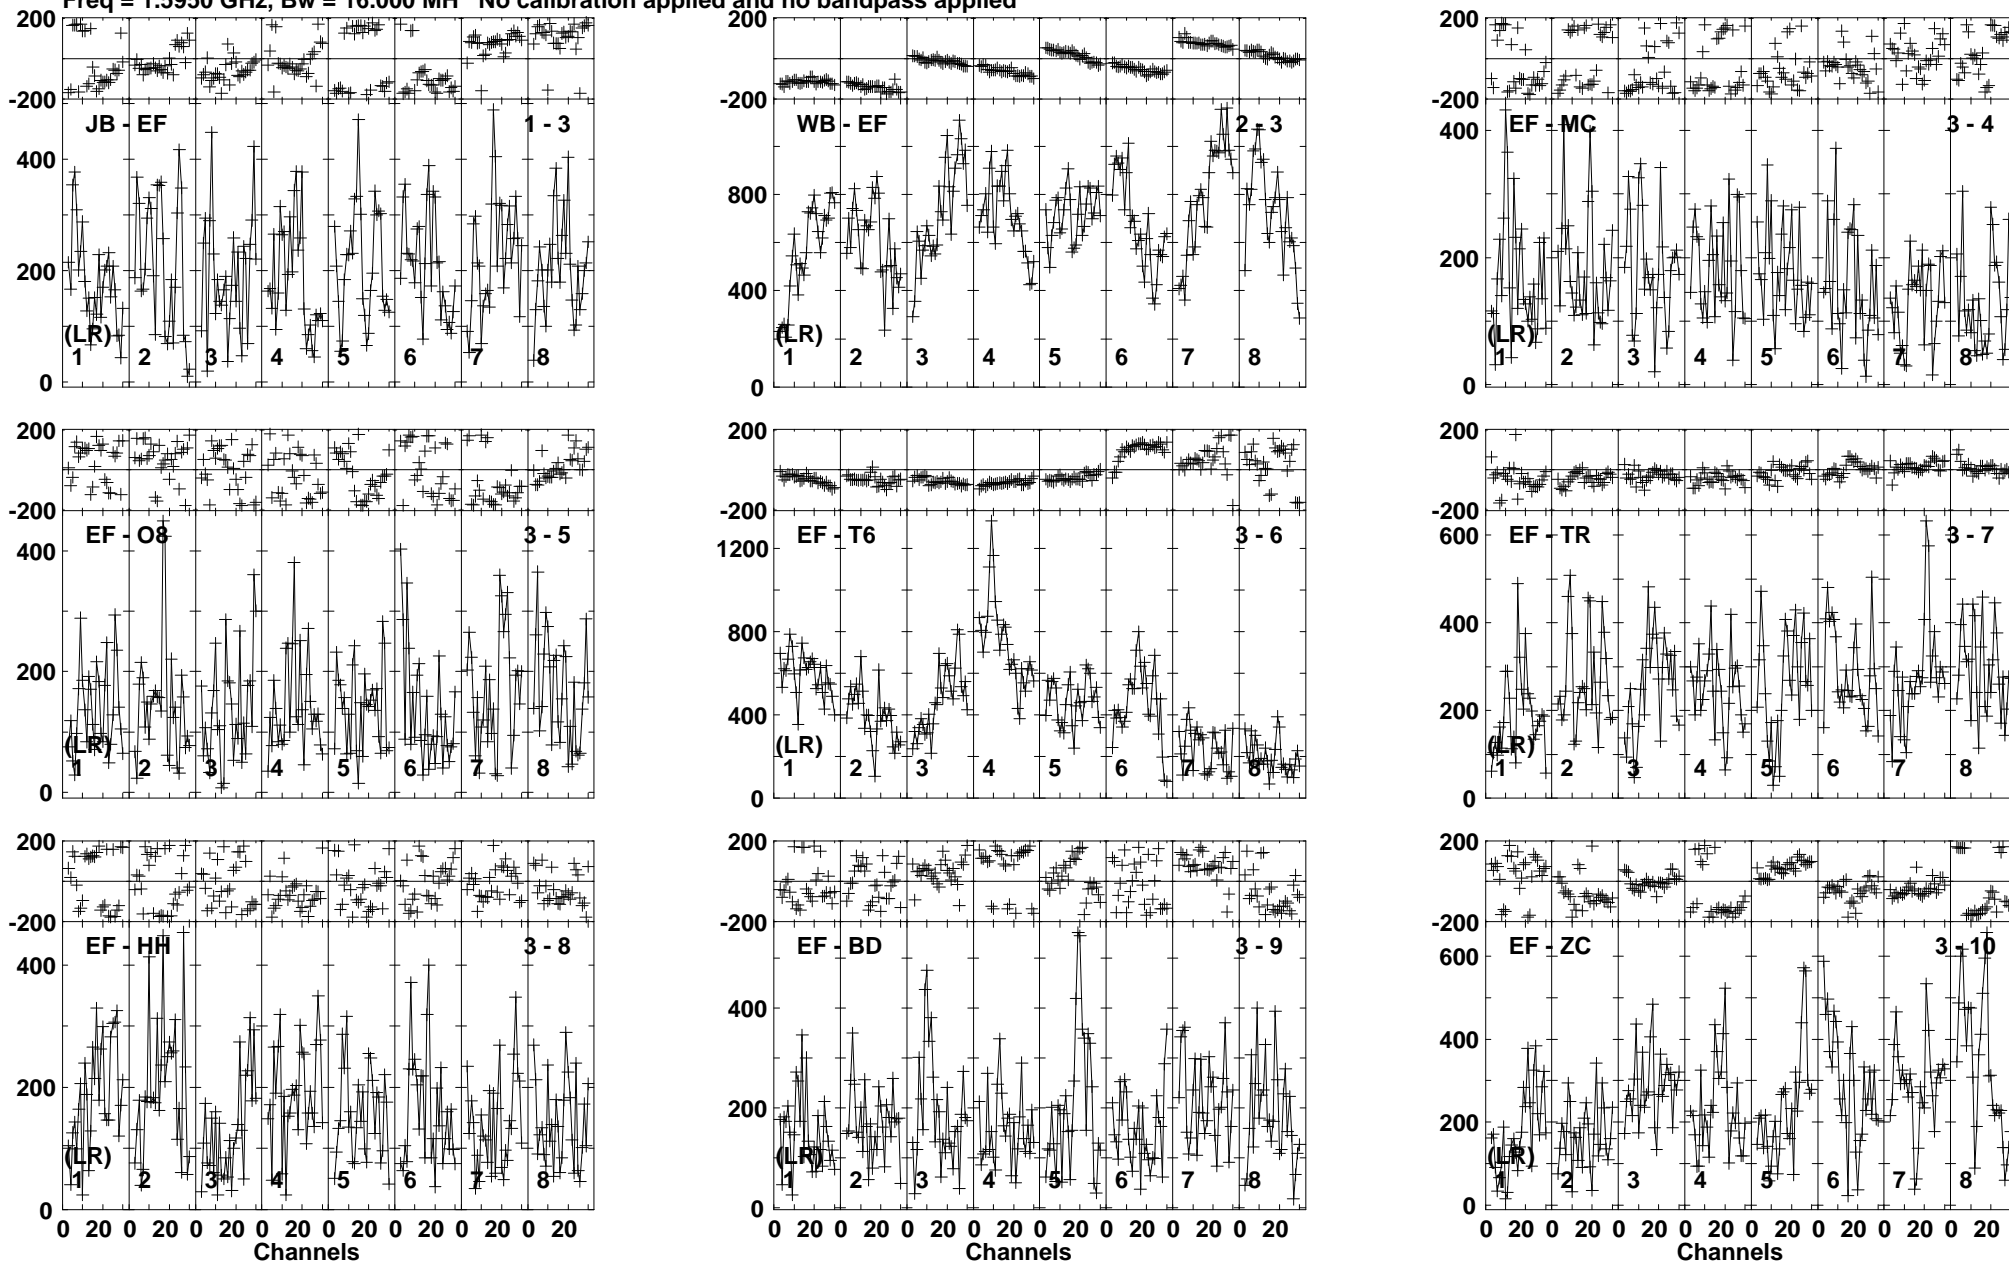 Freq = 1.5950 GHz, Bw = 16.000 MH No calibration applied and no bandpass applied
200 200 200
-200 -200 -200
JB - EF 1 - 3 WB - EF 2 - 3 EF - MC 3 - 4
400 800 400
200 400 200
(LR) (LR) (LR)
1 2 3 4 5 6 7 8 1 2 3 4 5 6 7 8 1 2 3 4 5 6 7 8
0 0 0
200 200 200
-200 -200 -200
EF - O8 3 - 5 EF - T6 3 - 6 EF - TR 3 - 7
400 1200 600
800 400
200 400 200
(LR) (LR) (LR)
1 2 3 4 5 6 7 8 1 2 3 4 5 6 7 8 1 2 3 4 5 6 7 8
0 0 0
200 200 200
-200 -200 -200
EF - HH 3 - 8 EF - BD 3 - 9 EF - ZC 3 - 10
400 400 600
400
200 200 200
(LR) (LR) (LR)
1 2 3 4 5 6 7 8 1 2 3 4 5 6 7 8 1 2 3 4 5 6 7 8
0 0 0
0 20 0 20 0 20 0 20 0 20 0 20 0 20 0 20 0 20 0 20 0 20 0 20 0 20 0 20 0 20 0 20 0 20 0 20 0 20 0 20 0 20 0 20 0 20 0 20
Channels Channels Channels